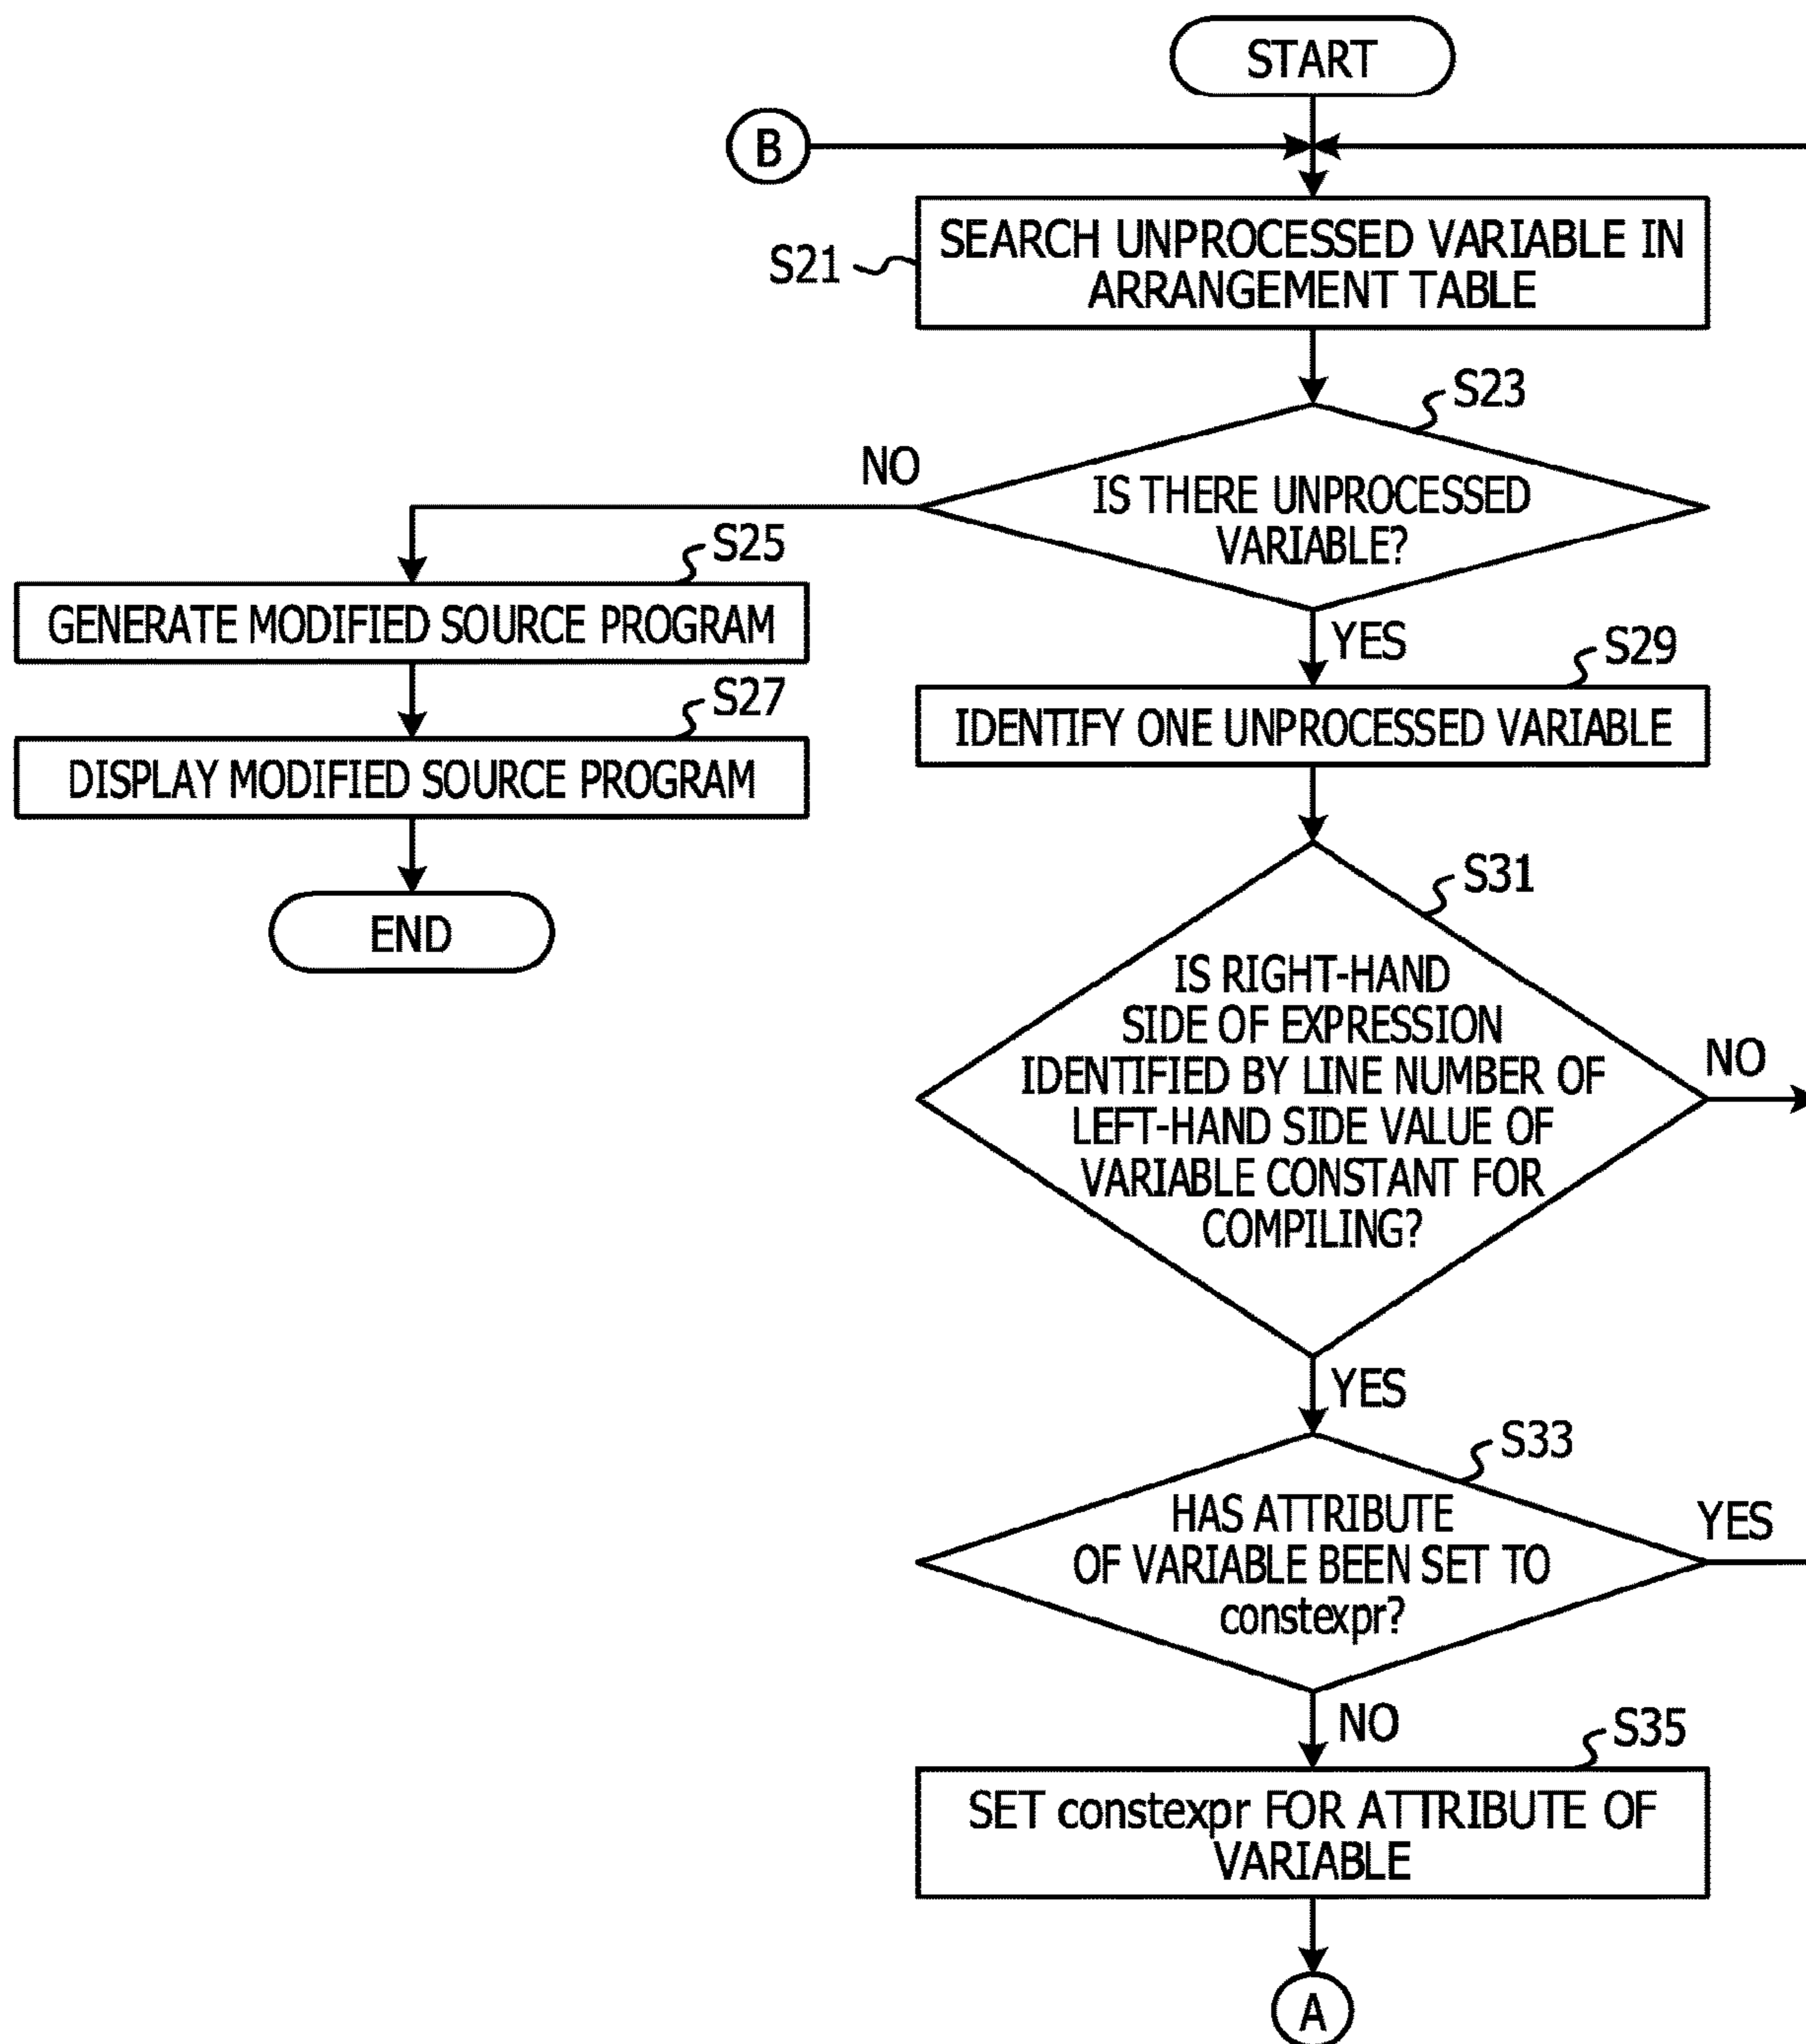 START
B
S21
SEARCH UNPROCESSED VARIABLE IN
ARRANGEMENT TABLE
S23
NO
IS THERE UNPROCESSED
VARIABLE?
S25
GENERATE MODIFIED SOURCE PROGRAM
S27
DISPLAY MODIFIED SOURCE PROGRAM
END
YES
S29
IDENTIFY ONE UNPROCESSED VARIABLE
S31
IS RIGHT-HAND
SIDE OF EXPRESSION
IDENTIFIED BY LINE NUMBER OF
LEFT-HAND SIDE VALUE OF
VARIABLE CONSTANT FOR
COMPILING?
NO
YES
S33
HAS ATTRIBUTE
OF VARIABLE BEEN SET TO
constexpr?
YES
NO
S35
SET constexpr FOR ATTRIBUTE OF
VARIABLE
A